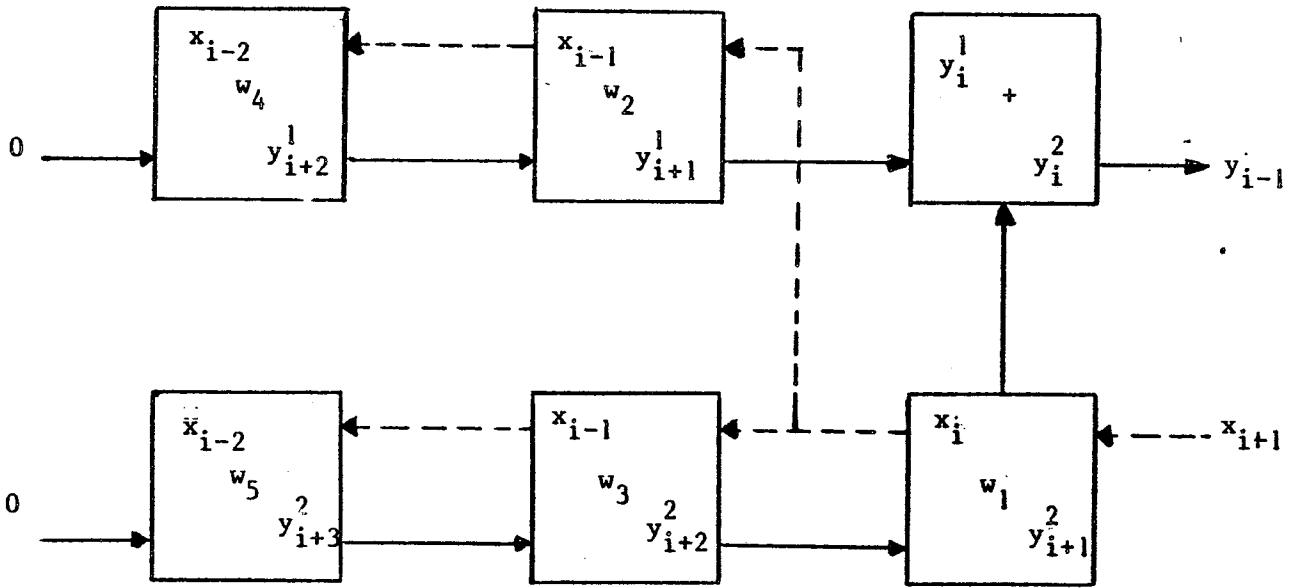 x_{i-2}
w_4
y^1_{i+2}
x_{i-1}
w_2
y^1_{i+1}
y^1_i
+
y^2_i
0
y_{i-1}
x_{i-2}
w_5
y^2_{i+3}
x_{i-1}
w_3
y^2_{i+2}
x_i
w_1
y^2_{i+1}
0
x_{i+1}